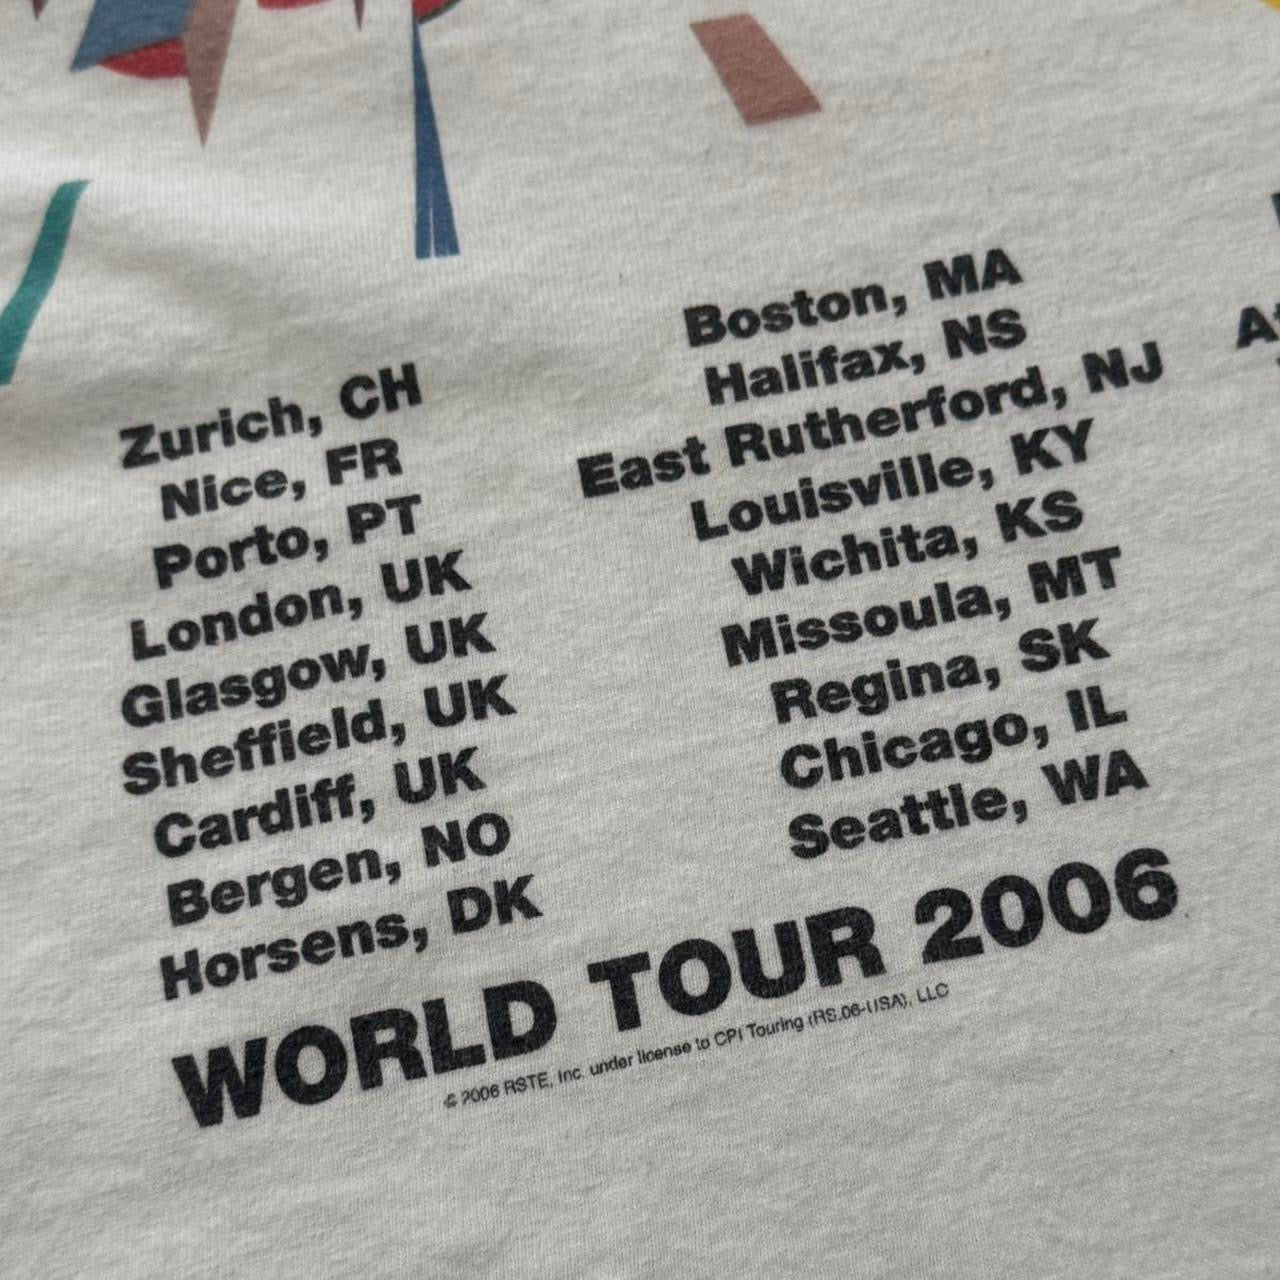 Zurich, CH
Nice, FR
Porto, PT
London, UK
Glasgow, UK
Sheffield, UK
Cardiff, UK
Bergen, NO
Horsens, DK
Boston, MA
Halifax, NS
East Rutherford, NJ
Louisville, KY
Wichita, KS
Missoula, MT
Regina, SK
Chicago, IL
Seattle, WA
WORLD TOUR 2006
© 2006 RSTE, Inc. under license to CPI Touring (RS.06-USA), LLC